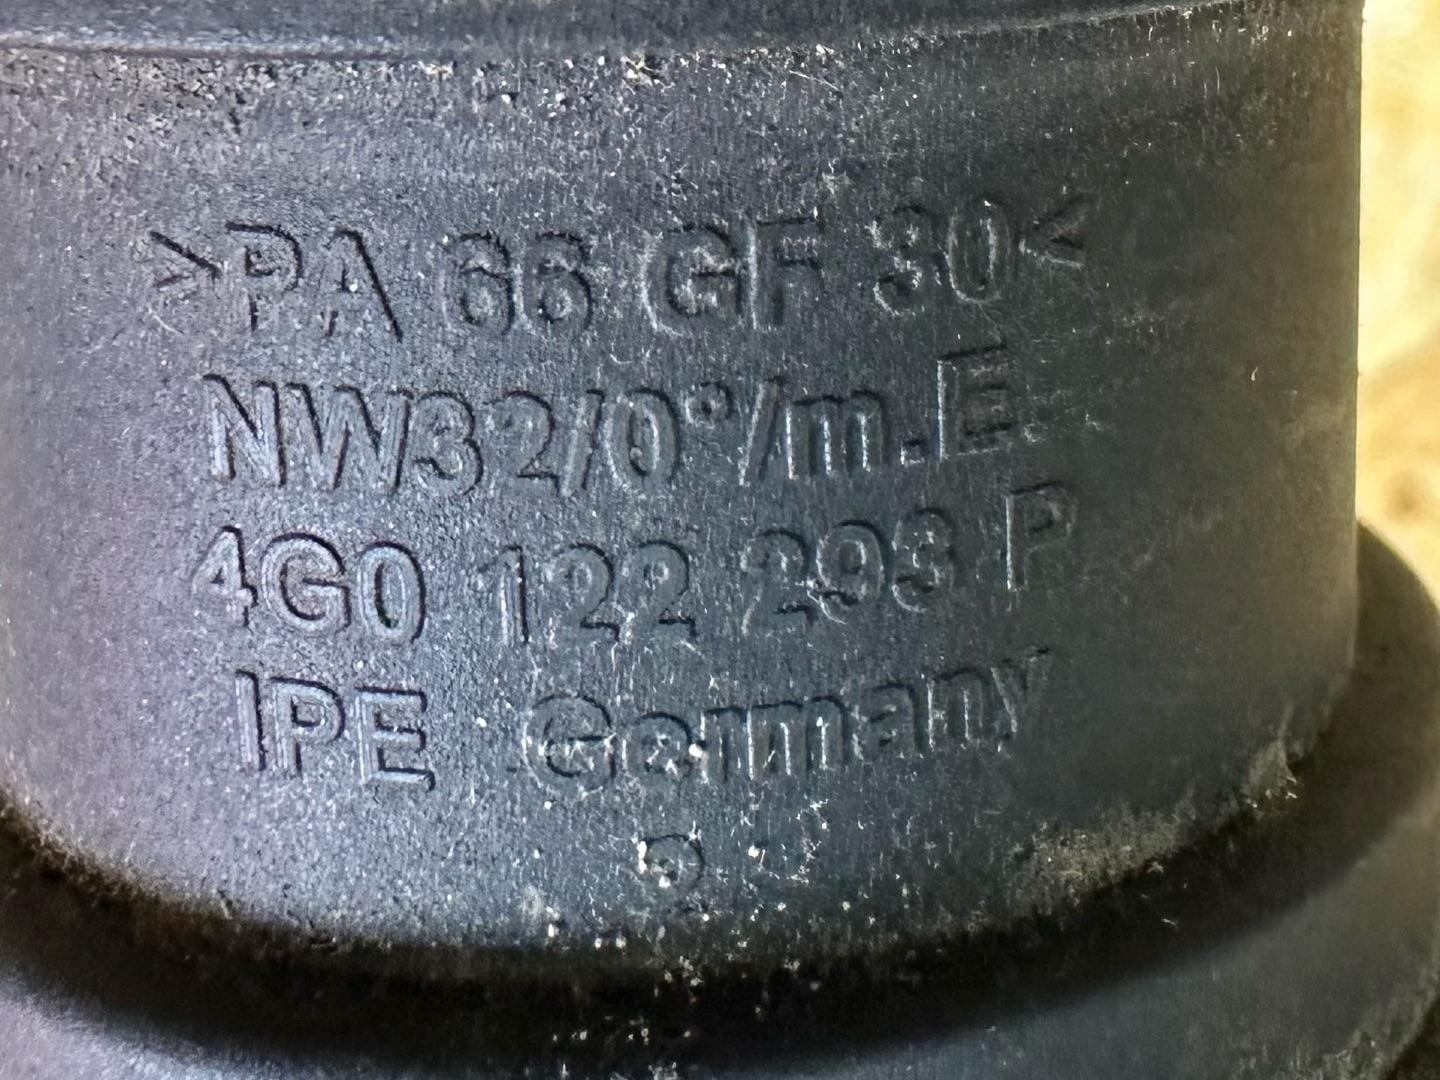 >PA 66 GF 30<
NW32/0°/m.E.
4G0 122 293 P
IPE Germany